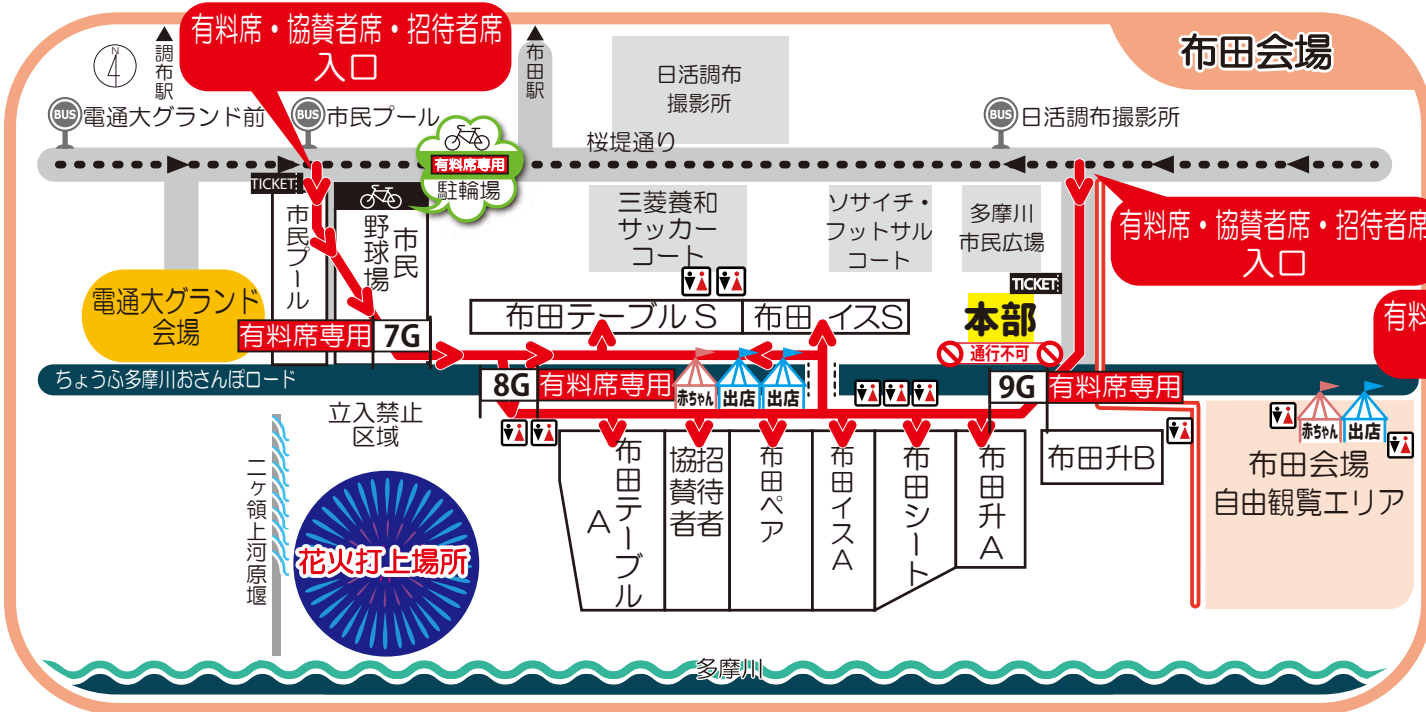 布田会場
有料席・協賛者席・招待者席
入口
N
▲調布駅
▲布田駅
日活調布
撮影所
BUS 電通大グランド前
BUS 市民プール
BUS 日活調布撮影所
桜堤通り
有料席専用
駐輪場
TICKET
市民プール
市民
野球場
三菱養和
サッカー
コート
ソサイチ・
フットサル
コート
多摩川
市民広場
有料席・協賛者席・招待者席
入口
TICKET
本部
通行不可
有料
電通大グランド
会場
有料席専用 7G
布田テーブルS
布田 イスS
ちょうふ多摩川おさんぽロード
8G 有料席専用
赤ちゃん
出店
出店
9G 有料席専用
立入禁止
区域
二ヶ領上河原堰
花火打上場所
布田テーブル
A
招待者
協賛者
布田ペア
布田イスA
布田シート
布田升A
布田升B
赤ちゃん
出店
布田会場
自由観覧エリア
多摩川